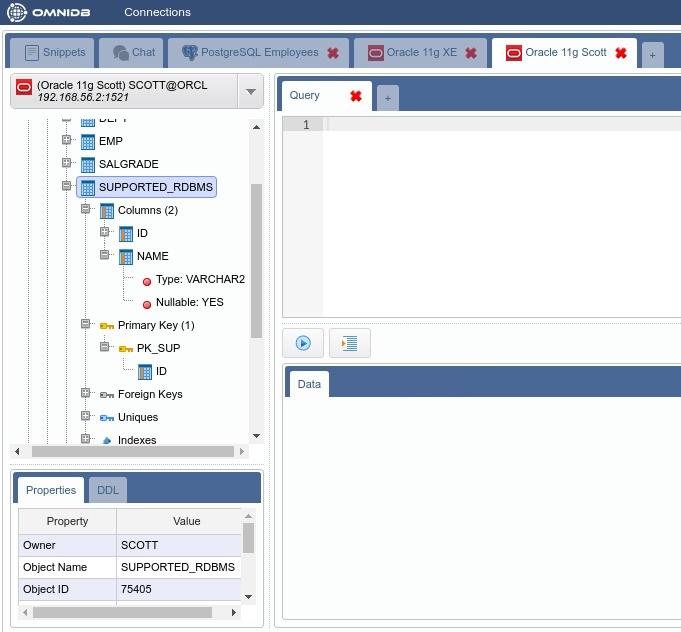 OMNIDB Connections
Snippets Chat PostgreSQL Employees Oracle 11g XE Oracle 11g Scott +
(Oracle 11g Scott) SCOTT@ORCL
192.168.56.2:1521
Query +
1
DEPT
EMP
SALGRADE
SUPPORTED_RDBMS
Columns (2)
ID
NAME
Type: VARCHAR2
Nullable: YES
Primary Key (1)
PK_SUP
ID
Foreign Keys
Uniques
Indexes
Data
Properties DDL
Property Value
Owner SCOTT
Object Name SUPPORTED_RDBMS
Object ID 75405